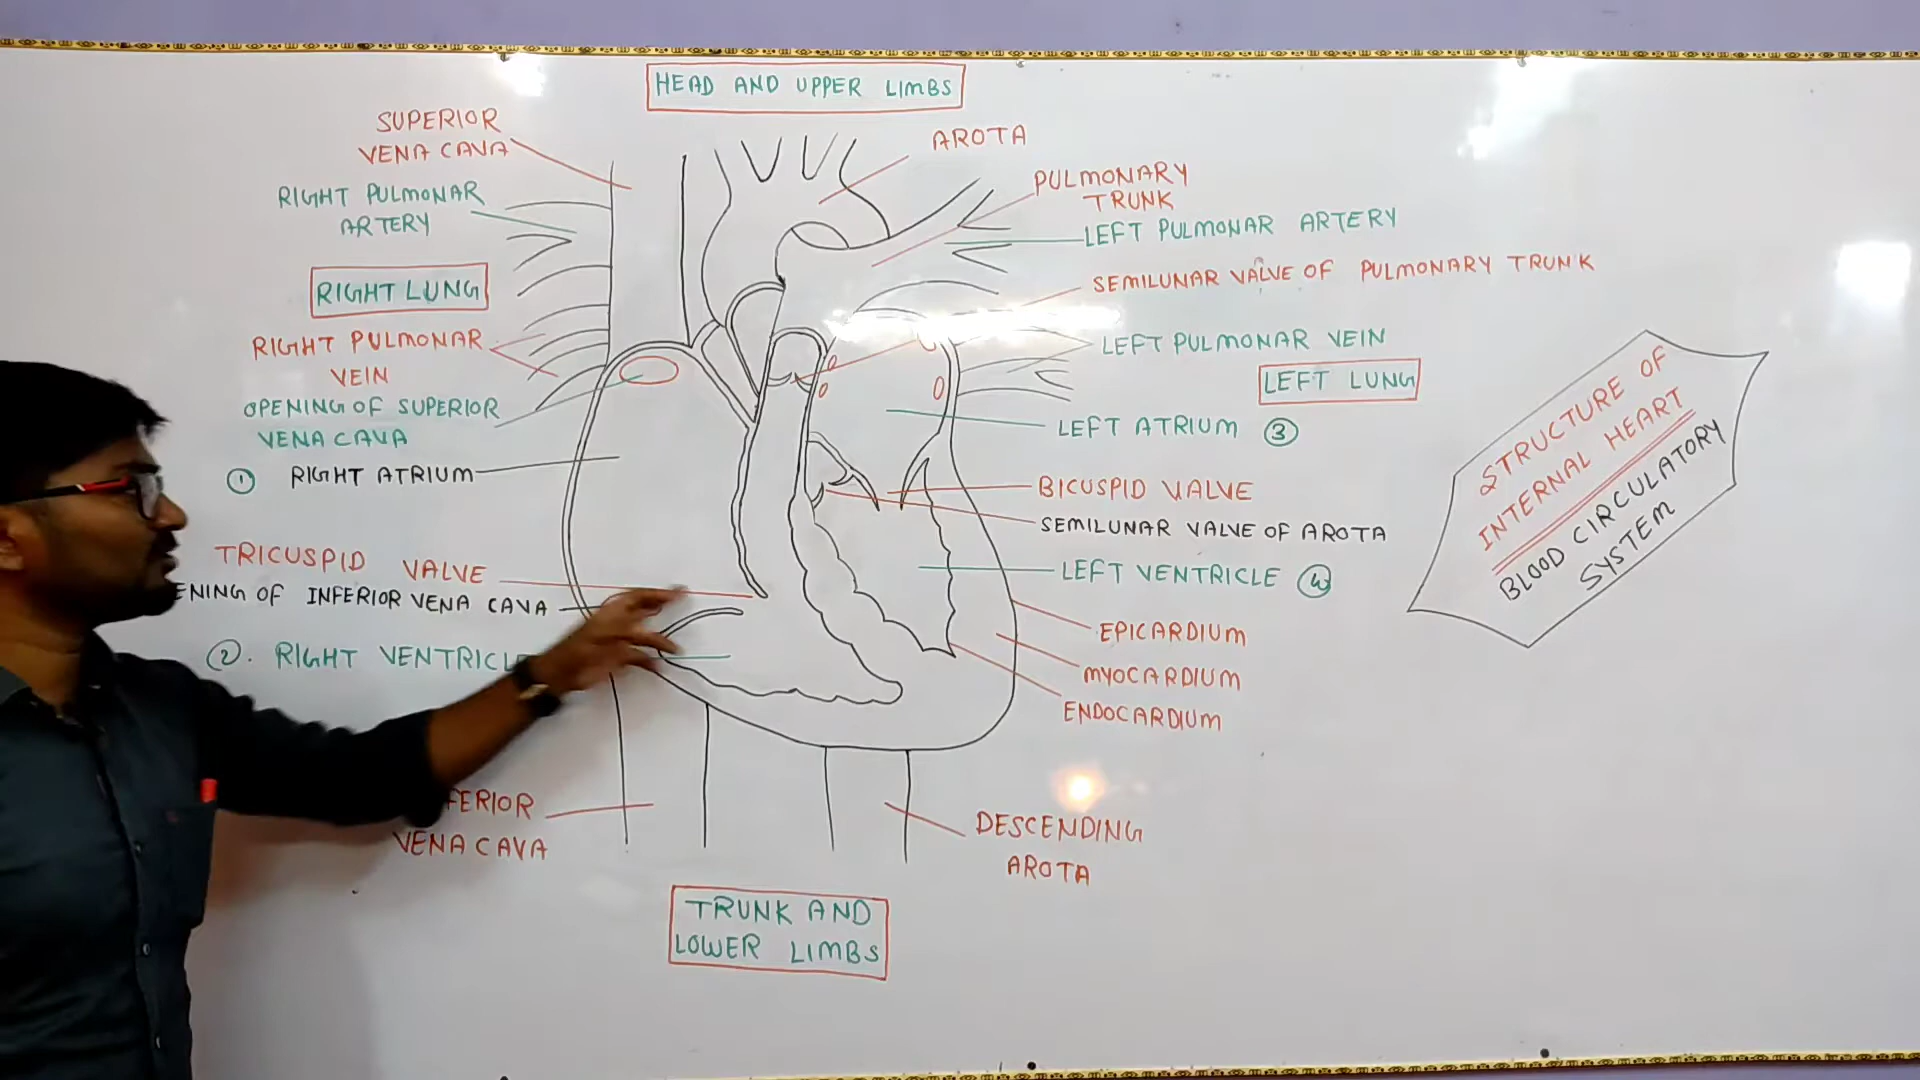 HEAD AND UPPER LIMBS
SUPERIOR
VENA CAVA
RIGHT PULMONAR
ARTERY
RIGHT LUNG
RIGHT PULMONAR
VEIN
OPENING OF SUPERIOR
VENA CAVA
① RIGHT ATRIUM
TRICUSPID VALVE
ENING OF INFERIOR VENA CAVA
②. RIGHT VENTRICLE
FERIOR
VENA CAVA
AROTA
PULMONARY
TRUNK
LEFT PULMONAR ARTERY
SEMILUNAR VALVE OF PULMONARY TRUNK
LEFT PULMONAR VEIN
LEFT LUNG
LEFT ATRIUM ③
BICUSPID VALVE
SEMILUNAR VALVE OF AROTA
LEFT VENTRICLE ④
EPICARDIUM
MYOCARDIUM
ENDOCARDIUM
DESCENDING
AROTA
TRUNK AND
LOWER LIMBS
STRUCTURE OF
INTERNAL HEART
BLOOD CIRCULATORY
SYSTEM